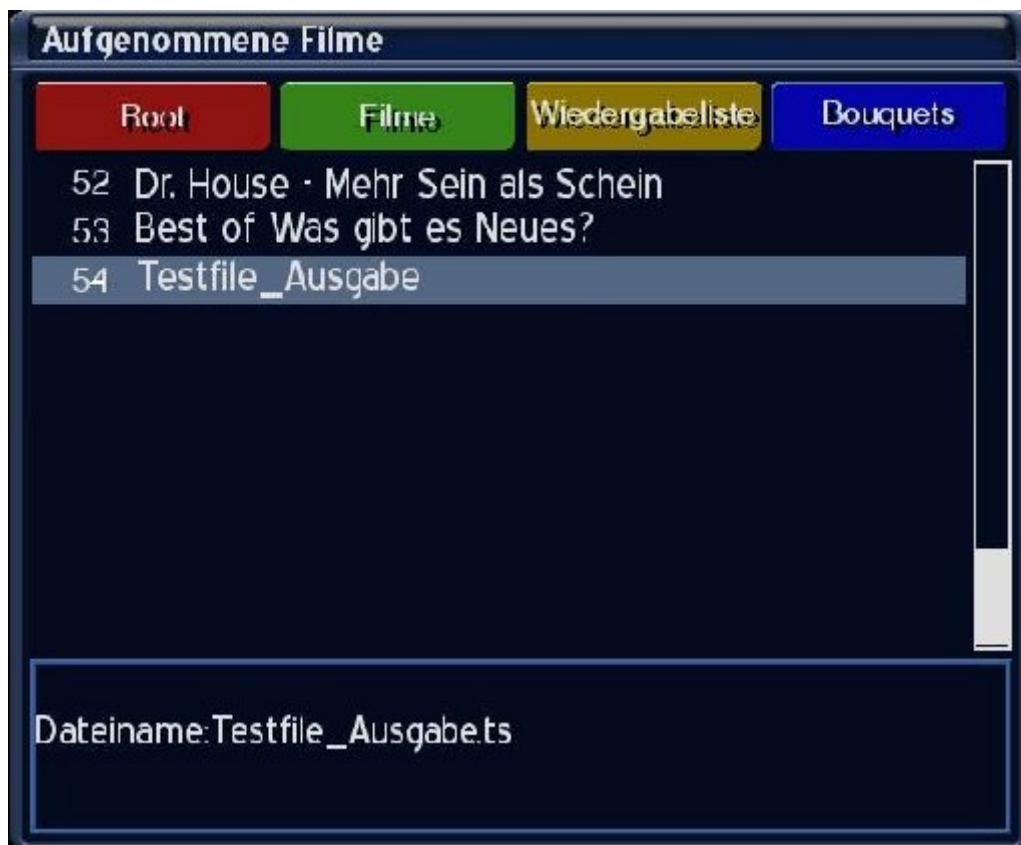 Aufgenommene Filme
Root Filme Wiedergabeliste Bouquets
52 Dr. House - Mehr Sein als Schein
53 Best of Was gibt es Neues?
54 Testfile_Ausgabe
Dateiname:Testfile_Ausgabe.ts